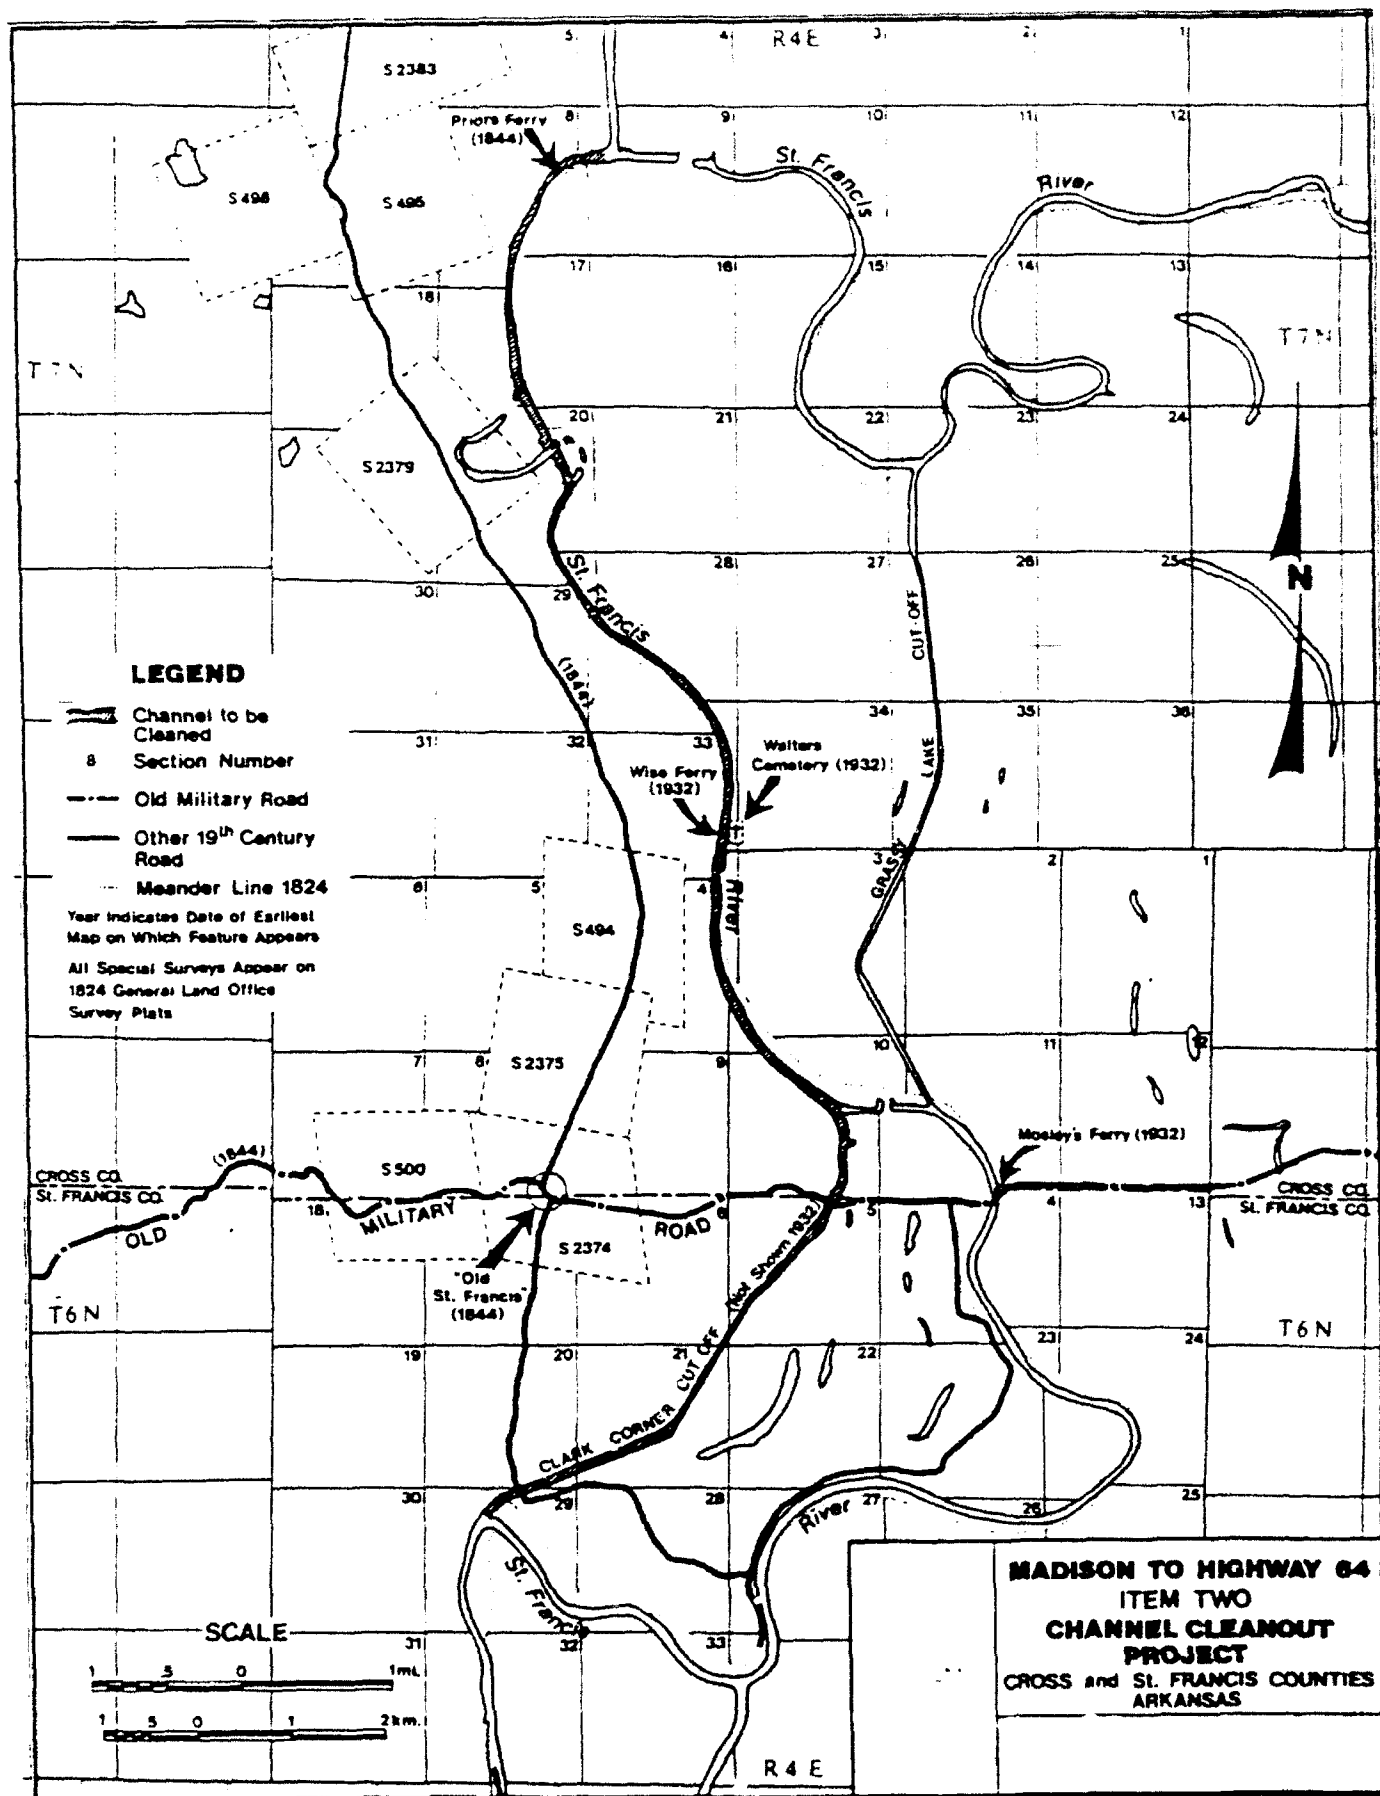 5
4
R4E
3
2
1
S 2383
Priors Ferry
(1844)
8
9
10
11
12
St. Francis
River
S 496
S 495
17
16
15
14
13
18
T7N
T7N
20
21
22
23
24
S 2379
30
29
28
27
26
25
N
St. Francis
CUT OFF
(1844)
LEGEND
Channel to be
Cleaned
8 Section Number
Old Military Road
Other 19th Century
Road
Meander Line 1824
Year Indicates Date of Earliest
Map on Which Feature Appears
All Special Surveys Appear on
1824 General Land Office
Survey Plats
31
32
33
34
35
36
Wise Ferry
(1932)
Walters
Cemetery (1932)
LAKE
GRASSY
6
5
4
3
2
1
River
S 494
7
8
S 2375
9
10
11
12
Mosley's Ferry (1932)
(1844)
CROSS CO.
St. FRANCIS CO.
S 500
18
OLD
MILITARY
ROAD
6
5
4
13
CROSS CO.
St. FRANCIS CO.
S 2374
"Old
St. Francis"
(1844)
(Not Shown 1932)
T6N
T6N
19
20
21
22
23
24
CLARK CORNER CUT OFF
30
29
28
27
26
25
River
St. Francis
31
32
33
SCALE
1 .5 0 1 mi.
1 .5 0 1 2 km.
R4E
MADISON TO HIGHWAY 64
ITEM TWO
CHANNEL CLEANOUT
PROJECT
CROSS and St. FRANCIS COUNTIES
ARKANSAS